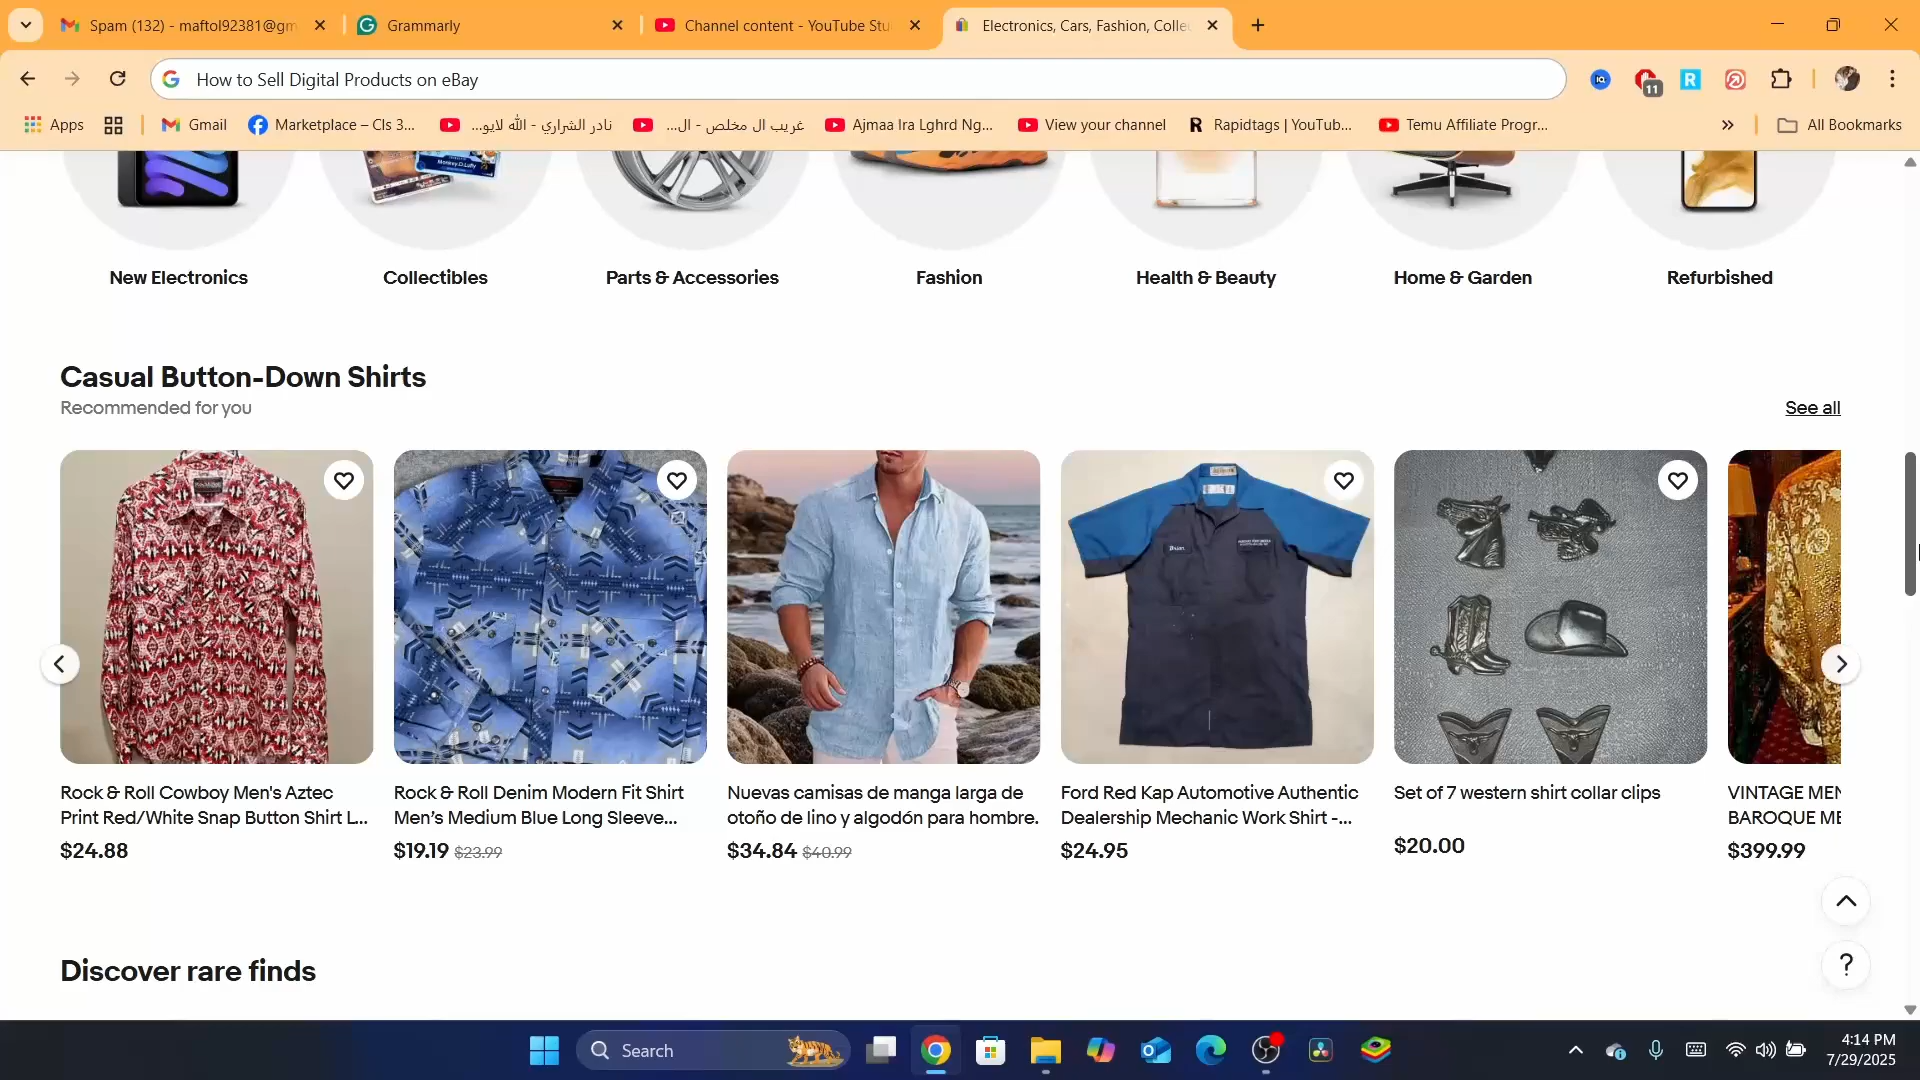 Spam (132) - maftol92381@gm
Grammarly
Channel content - YouTube Stu
Electronics, Cars, Fashion, Collec
How to Sell Digital Products on eBay
11
Apps
Gmail
Marketplace – Cls 3...
نادر الشراري - الله لايو...
غريب ال مخلص - ال...
Ajmaa Ira Lghrd Ng...
View your channel
Rapidtags | YouTub...
Temu Affiliate Progr...
All Bookmarks
New Electronics
Collectibles
Parts & Accessories
Fashion
Health & Beauty
Home & Garden
Refurbished
Casual Button-Down Shirts
Recommended for you
See all
Rock & Roll Cowboy Men's Aztec
Print Red/White Snap Button Shirt L...
$24.88
Rock & Roll Denim Modern Fit Shirt
Men’s Medium Blue Long Sleeve...
$19.19 $23.99
Nuevas camisas de manga larga de
otoño de lino y algodón para hombre.
$34.84 $40.99
Ford Red Kap Automotive Authentic
Dealership Mechanic Work Shirt -...
$24.95
Set of 7 western shirt collar clips
$20.00
VINTAGE MEN
BAROQUE ME
$399.99
Discover rare finds
Search
4:14 PM
7/29/2025